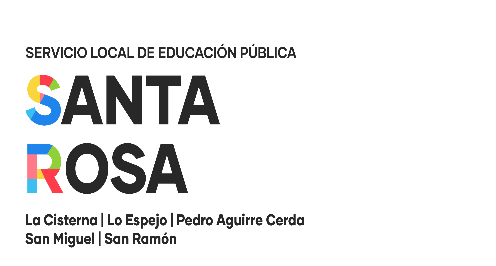 SERVICIO LOCAL DE EDUCACIÓN PÚBLICA
SANTA
ROSA
La Cisterna | Lo Espejo | Pedro Aguirre Cerda
San Miguel | San Ramón